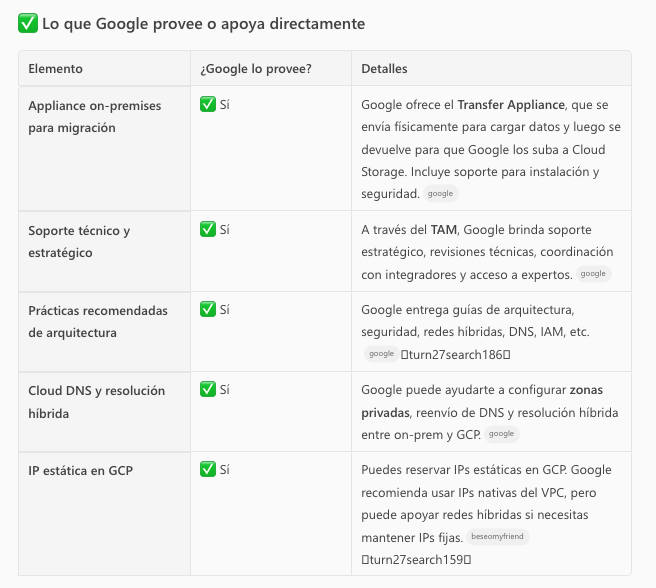 ✅ Lo que Google provee o apoya directamente
Elemento ¿Google lo provee? Detalles
Appliance on-premises
para migración
✅ Sí
Google ofrece el Transfer Appliance, que se
envía físicamente para cargar datos y luego se
devuelve para que Google los suba a Cloud
Storage. Incluye soporte para instalación y
seguridad. google
Soporte técnico y
estratégico
✅ Sí
A través del TAM, Google brinda soporte
estratégico, revisiones técnicas, coordinación
con integradores y acceso a expertos. google
Prácticas recomendadas
de arquitectura
✅ Sí
Google entrega guías de arquitectura,
seguridad, redes híbridas, DNS, IAM, etc.
google turn27search186
Cloud DNS y resolución
híbrida
✅ Sí
Google puede ayudarte a configurar zonas
privadas, reenvío de DNS y resolución híbrida
entre on-prem y GCP. google
IP estática en GCP
✅ Sí
Puedes reservar IPs estáticas en GCP. Google
recomienda usar IPs nativas del VPC, pero
puede apoyar redes híbridas si necesitas
mantener IPs fijas. beseomyfriend
turn27search159